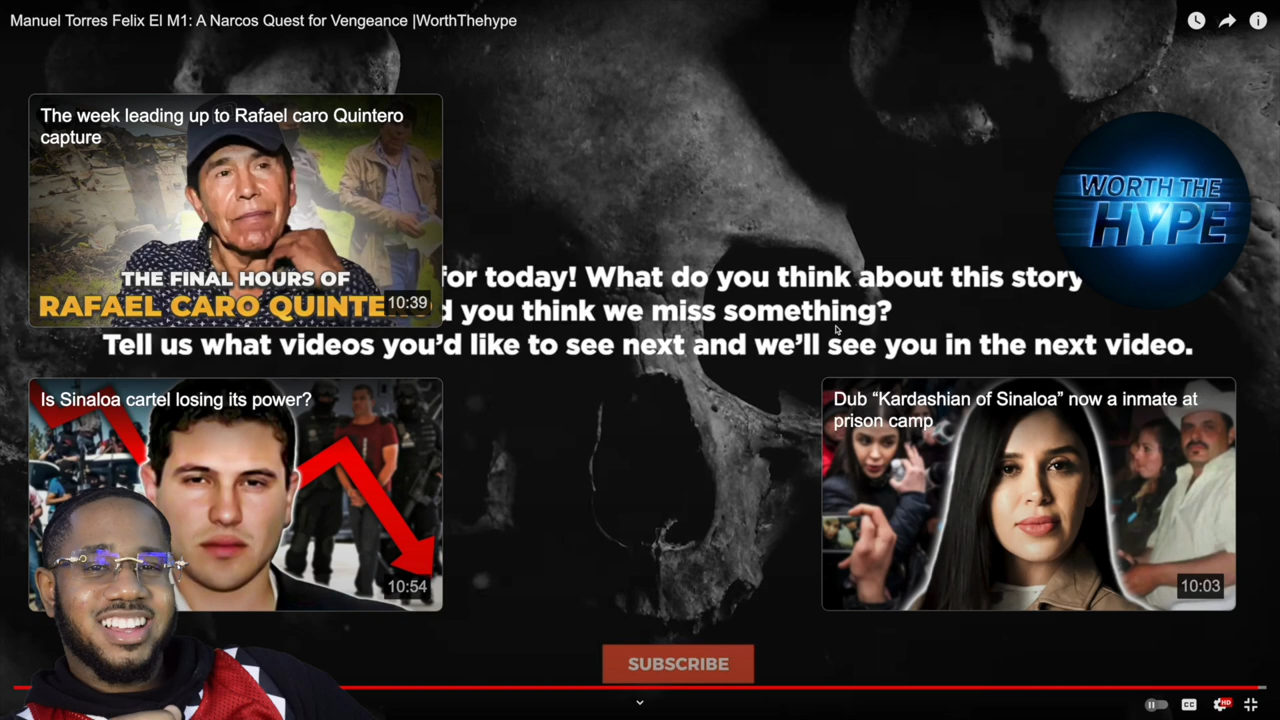 Manuel Torres Felix El M1: A Narcos Quest for Vengeance |WorthThehype
The week leading up to Rafael caro Quintero
capture
THE FINAL HOURS OF
RAFAEL CARO
10:39
WORTH THE
HYPE
for today! What do you think about this story
you think we miss something?
Tell us what videos you'd like to see next and we'll see you in the next video.
Is Sinaloa cartel losing its power?
10:54
Dub “Kardashian of Sinaloa” now a inmate at
prison camp
10:03
SUBSCRIBE
CC
HD